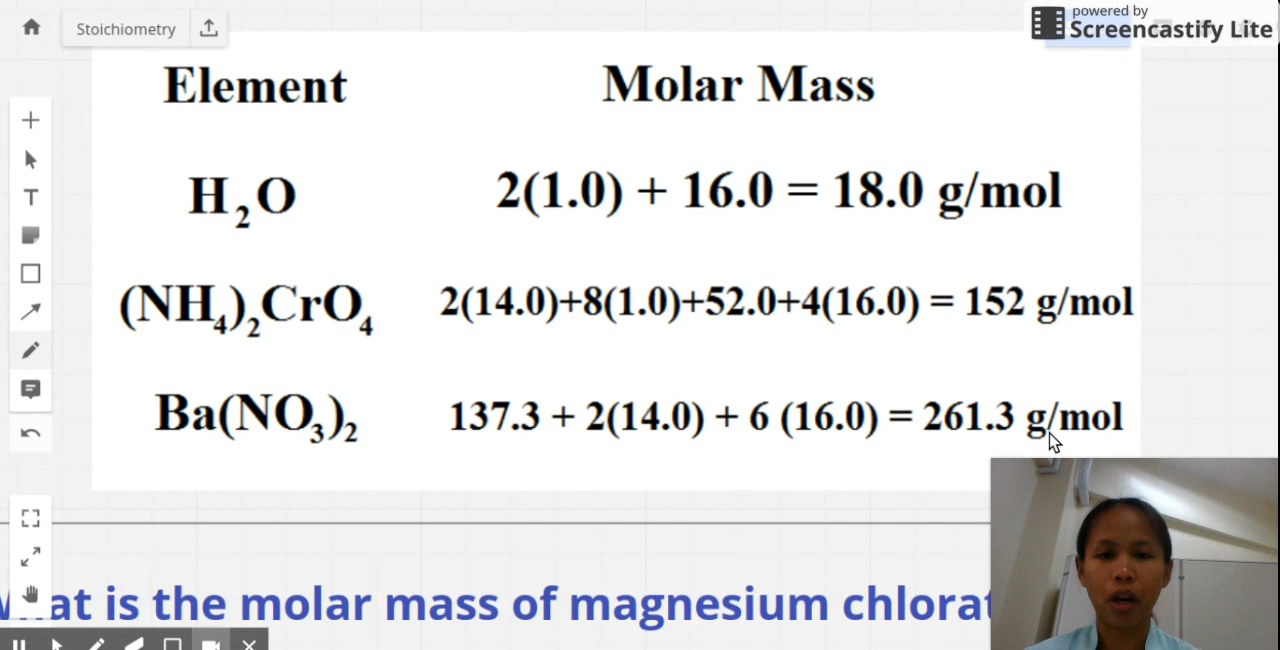 powered by
Screencastify Lite
Stoichiometry
Element Molar Mass
H₂O 2(1.0) + 16.0 = 18.0 g/mol
(NH₄)₂CrO₄ 2(14.0)+8(1.0)+52.0+4(16.0) = 152 g/mol
Ba(NO₃)₂ 137.3 + 2(14.0) + 6 (16.0) = 261.3 g/mol
is the molar mass of magnesium
T